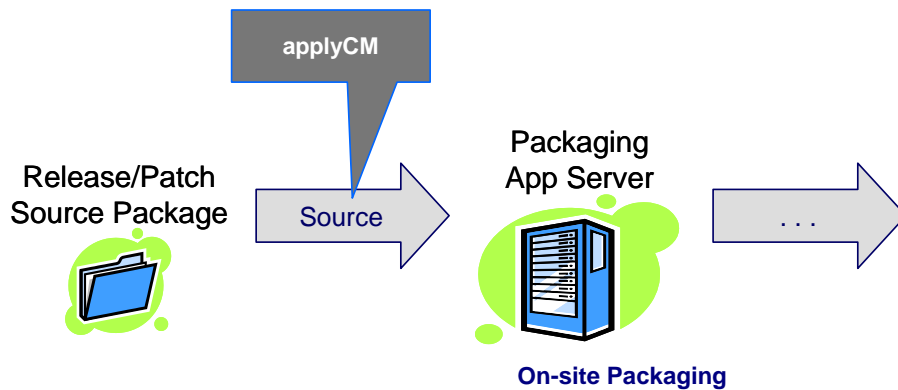 applyCM
Release/Patch
Source Package
Source
Packaging
App Server
. . .
On-site Packaging